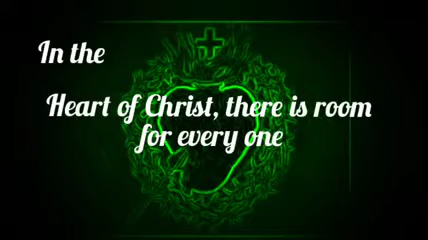 In the
Heart of Christ, there is room
for every one